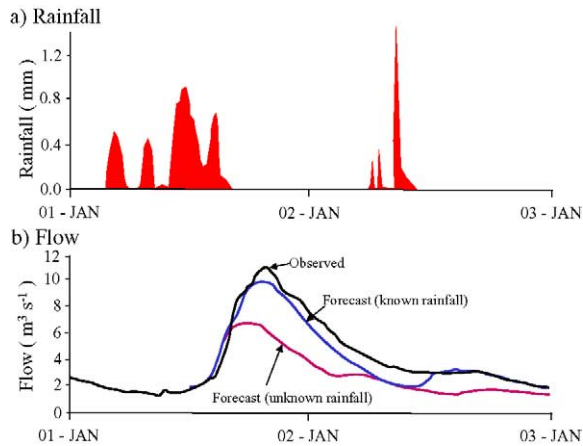 a) Rainfall
Rainfall ( mm )
1.2
0.8
0.4
0.0
01 - JAN
02 - JAN
03 - JAN
b) Flow
Flow ( m³ s⁻¹ )
12
10
8
6
4
2
0
Observed
Forecast (known rainfall)
Forecast (unknown rainfall)
01 - JAN
02 - JAN
03 - JAN